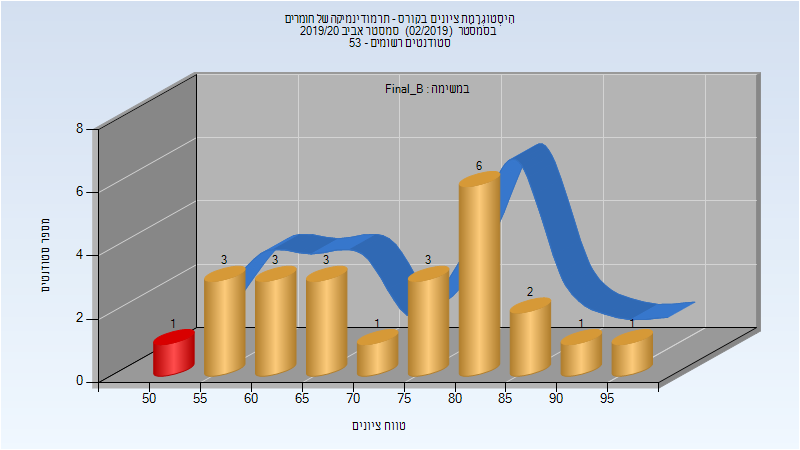 היסטוגרמת ציונים בקורס - תרמודינמיקה של חומרים
בסמסטר (02/2019) סמסטר אביב 2019/20
סטודנטים רשומים - 53
במשימה : Final_B
8
6
4
2
0
מספר סטודנטים
1
3
3
3
1
3
6
2
1
1
50 55 60 65 70 75 80 85 90 95
טווח ציונים